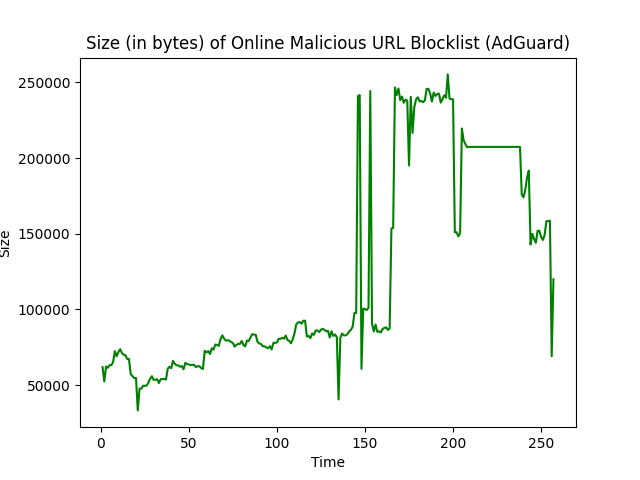 Size (in bytes) of Online Malicious URL Blocklist (AdGuard)
250000
200000
150000
100000
50000
Size
0 50 100 150 200 250
Time